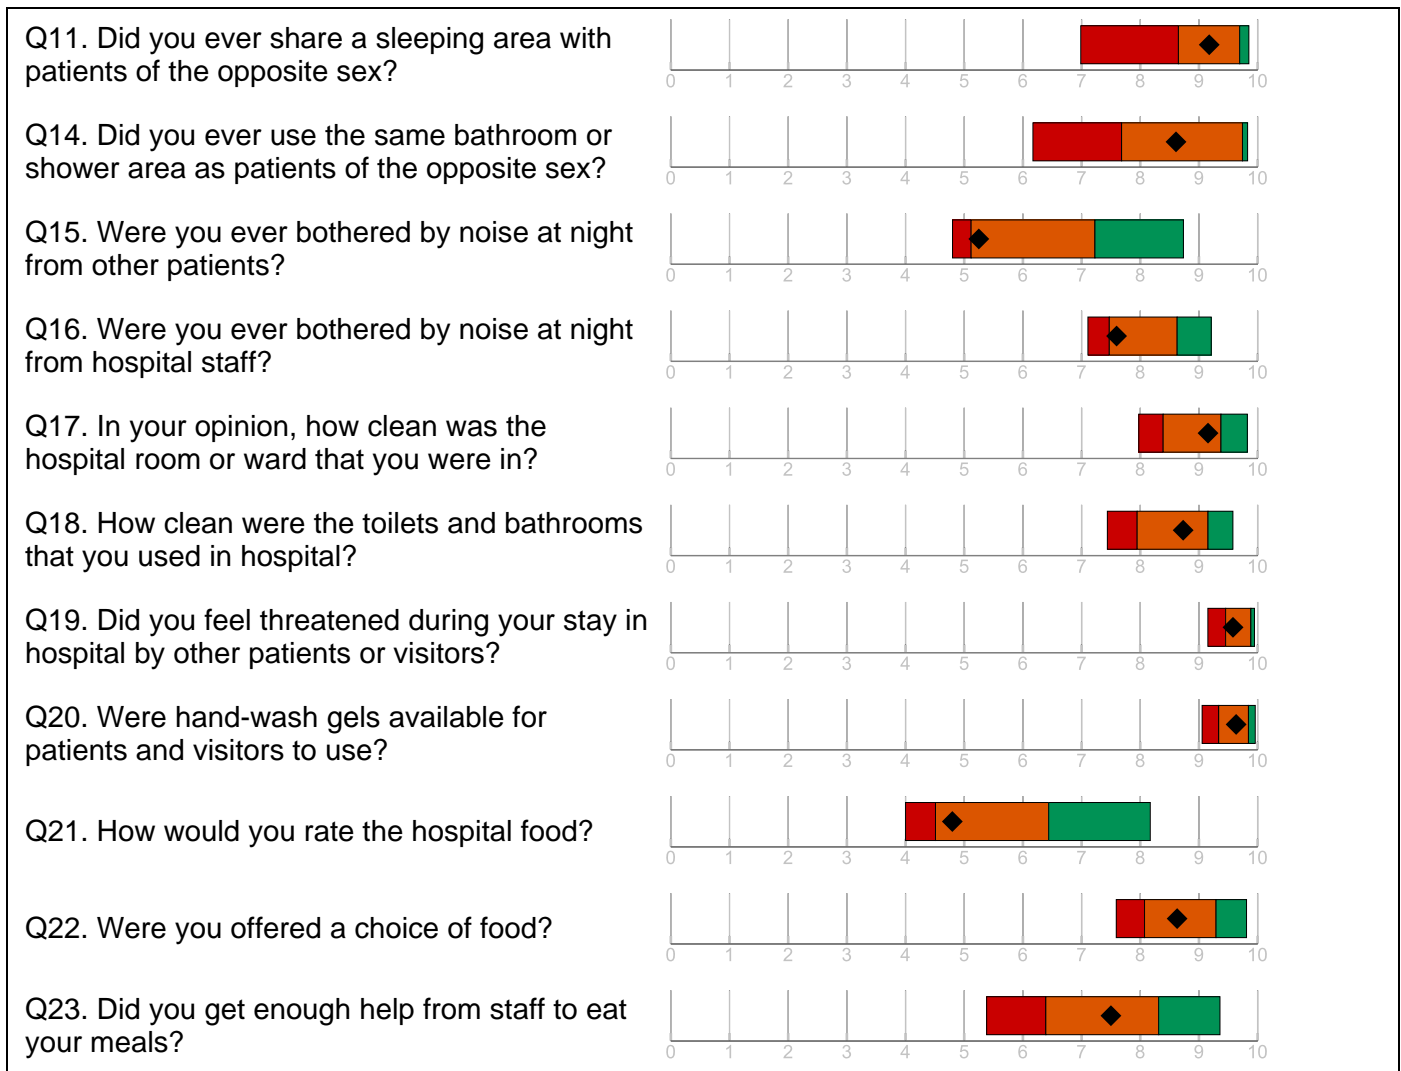 Q11. Did you ever share a sleeping area with
patients of the opposite sex?
0 1 2 3 4 5 6 7 8 9 10
Q14. Did you ever use the same bathroom or
shower area as patients of the opposite sex?
0 1 2 3 4 5 6 7 8 9 10
Q15. Were you ever bothered by noise at night
from other patients?
0 1 2 3 4 5 6 7 8 9 10
Q16. Were you ever bothered by noise at night
from hospital staff?
0 1 2 3 4 5 6 7 8 9 10
Q17. In your opinion, how clean was the
hospital room or ward that you were in?
0 1 2 3 4 5 6 7 8 9 10
Q18. How clean were the toilets and bathrooms
that you used in hospital?
0 1 2 3 4 5 6 7 8 9 10
Q19. Did you feel threatened during your stay in
hospital by other patients or visitors?
0 1 2 3 4 5 6 7 8 9 10
Q20. Were hand-wash gels available for
patients and visitors to use?
0 1 2 3 4 5 6 7 8 9 10
Q21. How would you rate the hospital food?
0 1 2 3 4 5 6 7 8 9 10
Q22. Were you offered a choice of food?
0 1 2 3 4 5 6 7 8 9 10
Q23. Did you get enough help from staff to eat
your meals?
0 1 2 3 4 5 6 7 8 9 10